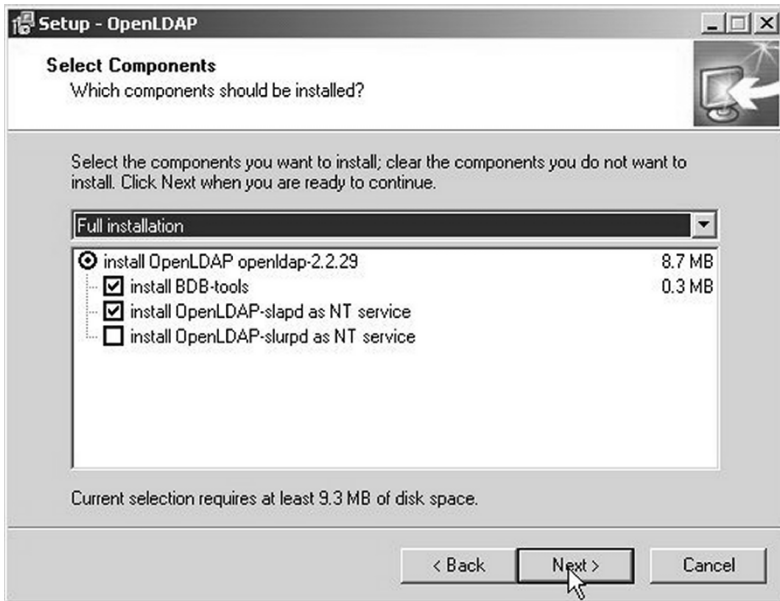 Setup - OpenLDAP
Select Components
Which components should be installed?
Select the components you want to install; clear the components you do not want to
install. Click Next when you are ready to continue.
Full installation
install OpenLDAP openldap-2.2.29 8.7 MB
install BDB-tools 0.3 MB
install OpenLDAP-slapd as NT service
install OpenLDAP-slurpd as NT service
Current selection requires at least 9.3 MB of disk space.
< Back Next > Cancel